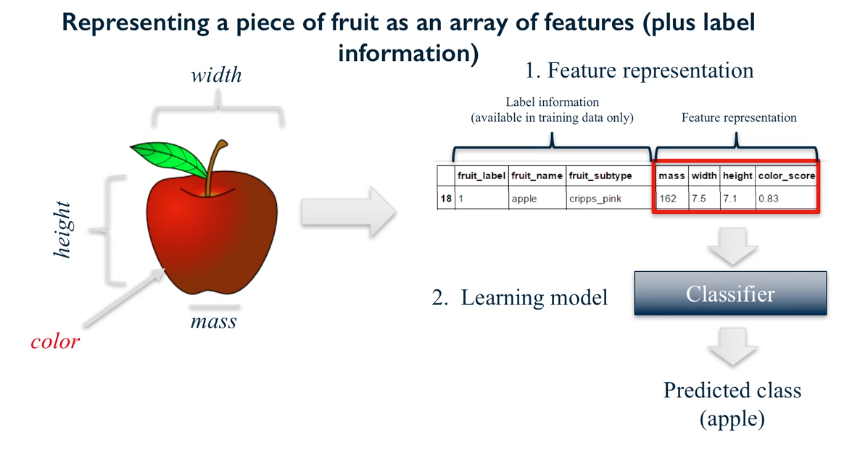 Representing a piece of fruit as an array of features (plus label
information)
width
height
color
mass
1. Feature representation
Label information
(available in training data only)
Feature representation
fruit_label fruit_name fruit_subtype mass width height color_score
18 1 apple cripps_pink 162 7.5 7.1 0.83
2. Learning model
Classifier
Predicted class
(apple)